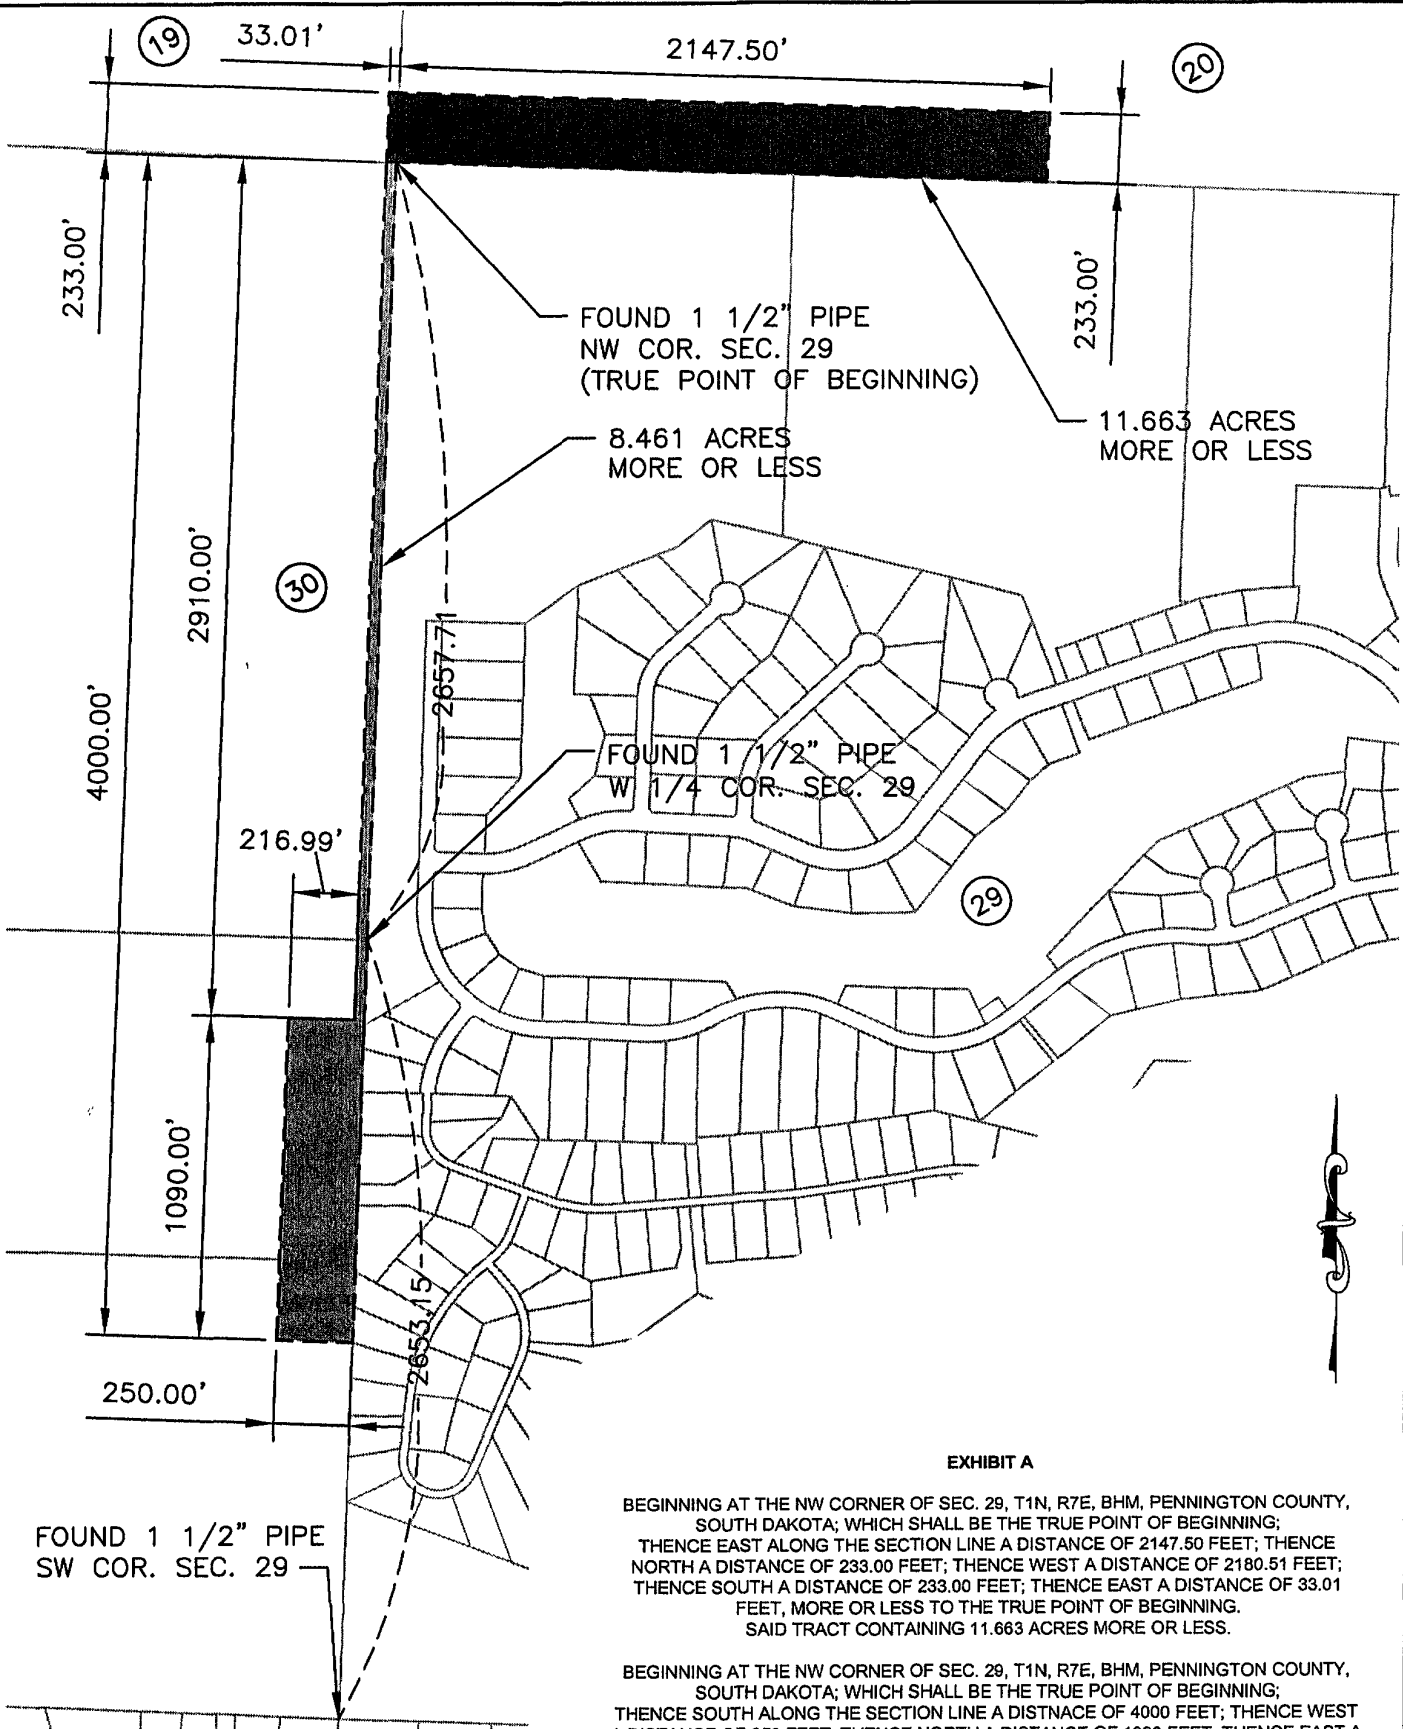 19
33.01'
2147.50'
20
233.00'
233.00'
FOUND 1 1/2" PIPE
NW COR. SEC. 29
(TRUE POINT OF BEGINNING)
8.461 ACRES
MORE OR LESS
11.663 ACRES
MORE OR LESS
2910.00'
30
4000.00'
2657.71
FOUND 1 1/2" PIPE
W 1/4 COR. SEC. 29
216.99'
29
1090.00'
2653.15
250.00'
FOUND 1 1/2" PIPE
SW COR. SEC. 29
EXHIBIT A
BEGINNING AT THE NW CORNER OF SEC. 29, T1N, R7E, BHM, PENNINGTON COUNTY,
SOUTH DAKOTA; WHICH SHALL BE THE TRUE POINT OF BEGINNING;
THENCE EAST ALONG THE SECTION LINE A DISTANCE OF 2147.50 FEET; THENCE
NORTH A DISTANCE OF 233.00 FEET; THENCE WEST A DISTANCE OF 2180.51 FEET;
THENCE SOUTH A DISTANCE OF 233.00 FEET; THENCE EAST A DISTANCE OF 33.01
FEET, MORE OR LESS TO THE TRUE POINT OF BEGINNING.
SAID TRACT CONTAINING 11.663 ACRES MORE OR LESS.
BEGINNING AT THE NW CORNER OF SEC. 29, T1N, R7E, BHM, PENNINGTON COUNTY,
SOUTH DAKOTA; WHICH SHALL BE THE TRUE POINT OF BEGINNING;
THENCE SOUTH ALONG THE SECTION LINE A DISTNACE OF 4000 FEET; THENCE WEST